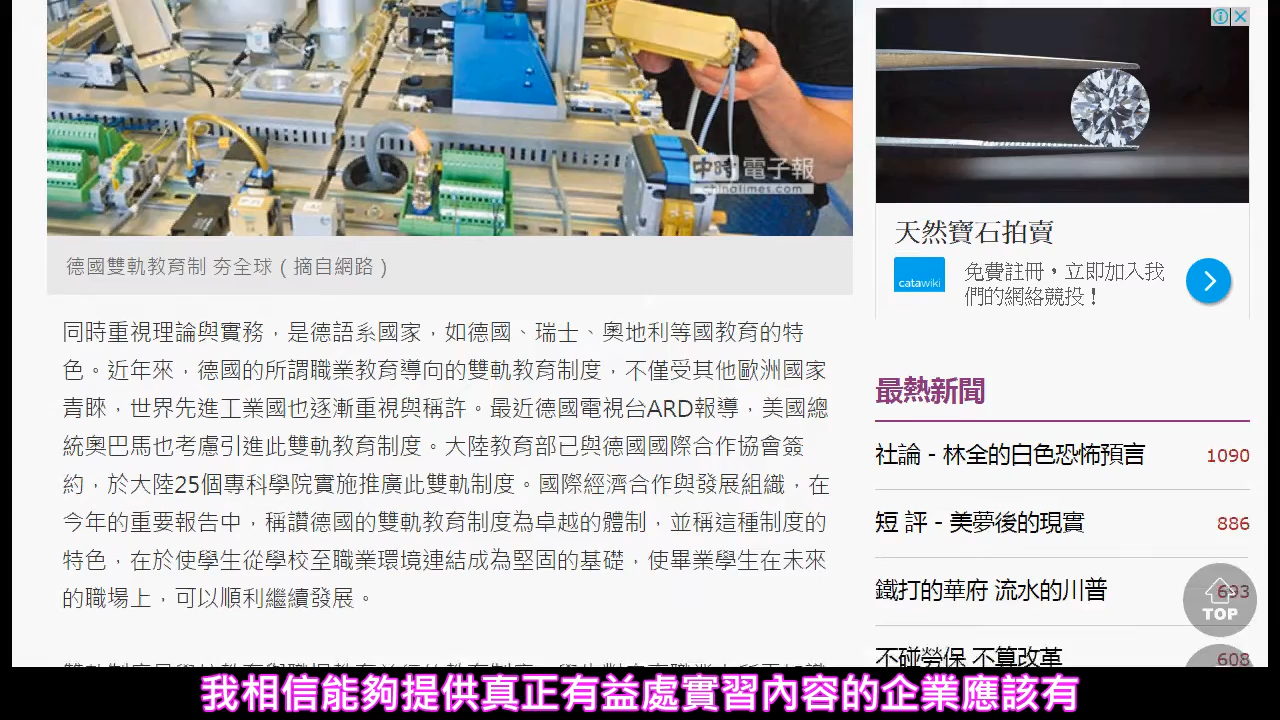 中時電子報
chinatimes.com
德國雙軌教育制 夯全球 ( 摘自網路 )
同時重視理論與實務，是德語系國家，如德國、瑞士、奧地利等國教育的特
色。近年來，德國的所謂職業教育導向的雙軌教育制度，不僅受其他歐洲國家
青睞，世界先進工業國也逐漸重視與稱許。最近德國電視台ARD報導，美國總
統奧巴馬也考慮引進此雙軌教育制度。大陸教育部已與德國國際合作協會簽
約，於大陸25個專科學院實施推廣此雙軌制度。國際經濟合作與發展組織，在
今年的重要報告中，稱讚德國的雙軌教育制度為卓越的體制，並稱這種制度的
特色，在於使學生從學校至職業環境連結成為堅固的基礎，使畢業學生在未來
的職場上，可以順利繼續發展。
天然寶石拍賣
catawiki
免費註冊，立即加入我
們的網絡競投！
最熱新聞
社論－林全的白色恐怖預言 1090
短 評－美夢後的現實 886
鐵打的華府 流水的川普 693
TOP
不碰勞保 不算改革 608
我相信能夠提供真正有益處實習內容的企業應該有